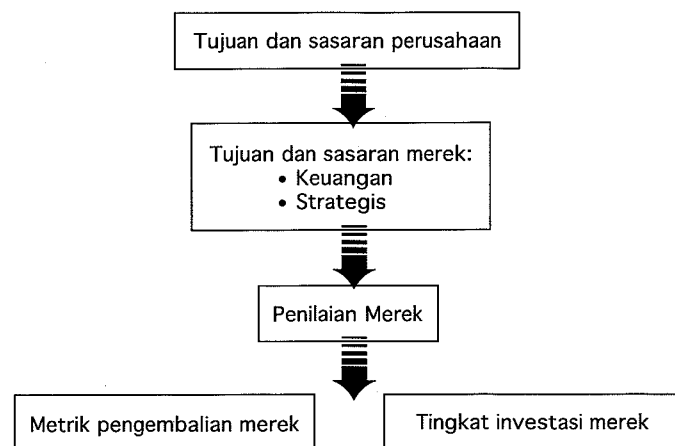 Tujuan dan sasaran perusahaan
Tujuan dan sasaran merek:
• Keuangan
• Strategis
Penilaian Merek
Metrik pengembalian merek
Tingkat investasi merek